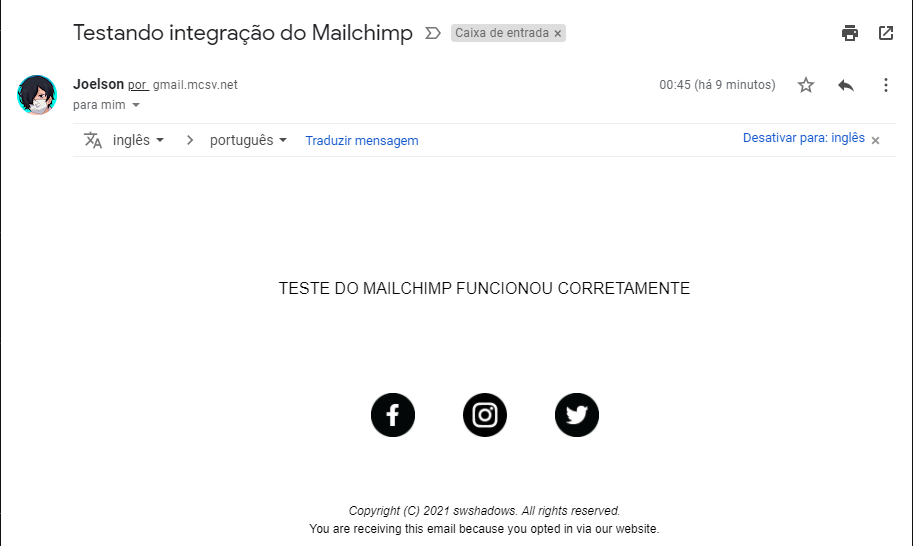 Testando integração do Mailchimp Caixa de entrada ×
Joelson por gmail.mcsv.net 00:45 (há 9 minutos)
para mim
inglês > português Traduzir mensagem Desativar para: inglês ×
TESTE DO MAILCHIMP FUNCIONOU CORRETAMENTE
Copyright (C) 2021 swshadows. All rights reserved.
You are receiving this email because you opted in via our website.